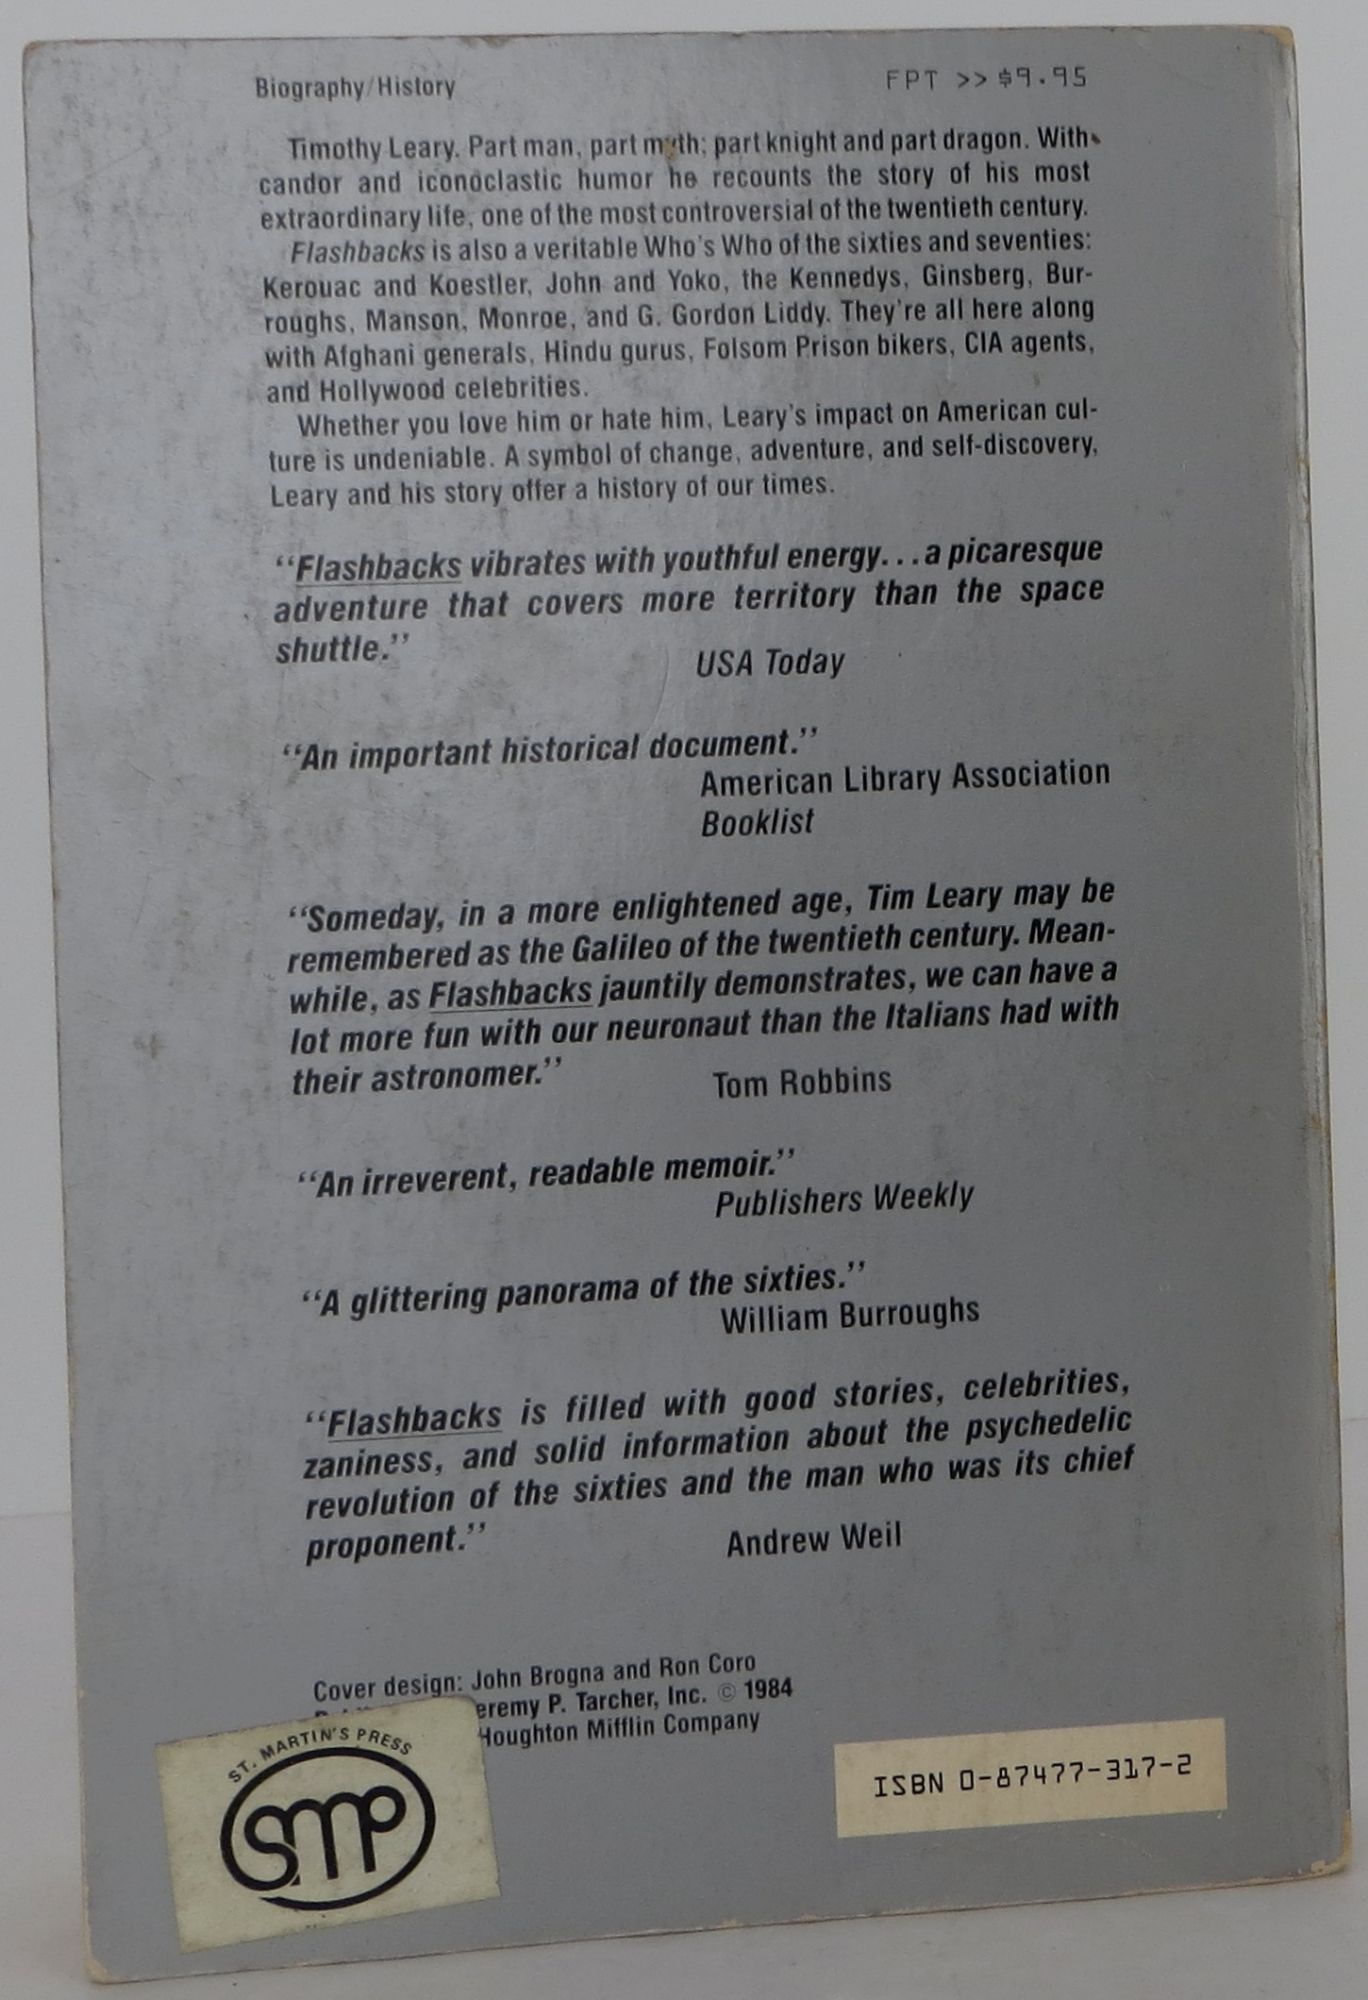 Biography/History
FPT >> $9.95
Timothy Leary. Part man, part myth; part knight and part dragon. With
candor and iconoclastic humor he recounts the story of his most
extraordinary life, one of the most controversial of the twentieth century.
Flashbacks is also a veritable Who's Who of the sixties and seventies:
Kerouac and Koestler, John and Yoko, the Kennedys, Ginsberg, Bur-
roughs, Manson, Monroe, and G. Gordon Liddy. They're all here along
with Afghani generals, Hindu gurus, Folsom Prison bikers, CIA agents,
and Hollywood celebrities.
Whether you love him or hate him, Leary's impact on American cul-
ture is undeniable. A symbol of change, adventure, and self-discovery,
Leary and his story offer a history of our times.
"Flashbacks vibrates with youthful energy...a picaresque
adventure that covers more territory than the space
shuttle."
USA Today
"An important historical document."
American Library Association
Booklist
"Someday, in a more enlightened age, Tim Leary may be
remembered as the Galileo of the twentieth century. Mean-
while, as Flashbacks jauntily demonstrates, we can have a
lot more fun with our neuronaut than the Italians had with
their astronomer."
Tom Robbins
"An irreverent, readable memoir."
Publishers Weekly
"A glittering panorama of the sixties."
William Burroughs
"Flashbacks is filled with good stories, celebrities,
zaniness, and solid information about the psychedelic
revolution of the sixties and the man who was its chief
proponent."
Andrew Weil
Cover design: John Brogna and Ron Coro
eremy P. Tarcher, Inc. © 1984
Houghton Mifflin Company
ST. MARTIN'S PRESS
SMP
ISBN 0-87477-317-2